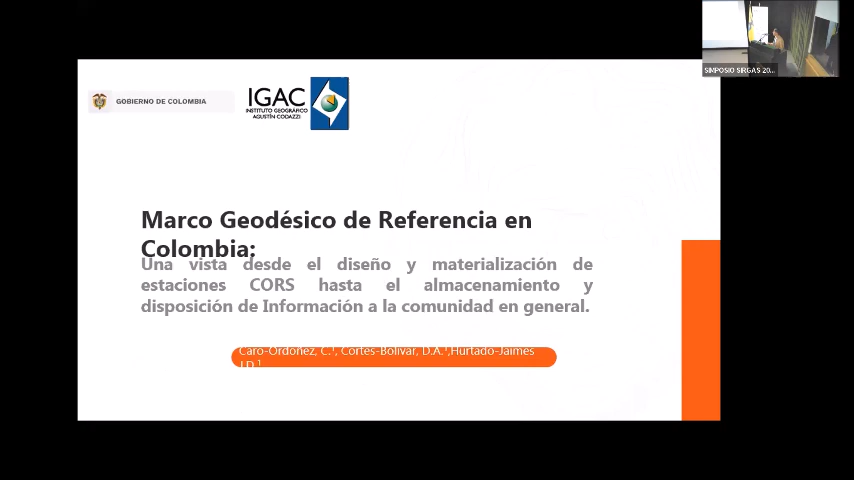 SIMPOSIO SIRGAS 20...
GOBIERNO DE COLOMBIA
IGAC
INSTITUTO GEOGRÁFICO
AGUSTÍN CODAZZI
Marco Geodésico de Referencia en
Colombia:
Una vista desde el diseño y materialización de
estaciones CORS hasta el almacenamiento y
disposición de Información a la comunidad en general.
Caro-Ordoñez, C.¹, Cortes-Bolivar, D.A.¹,Hurtado-Jaimes
J.D.¹